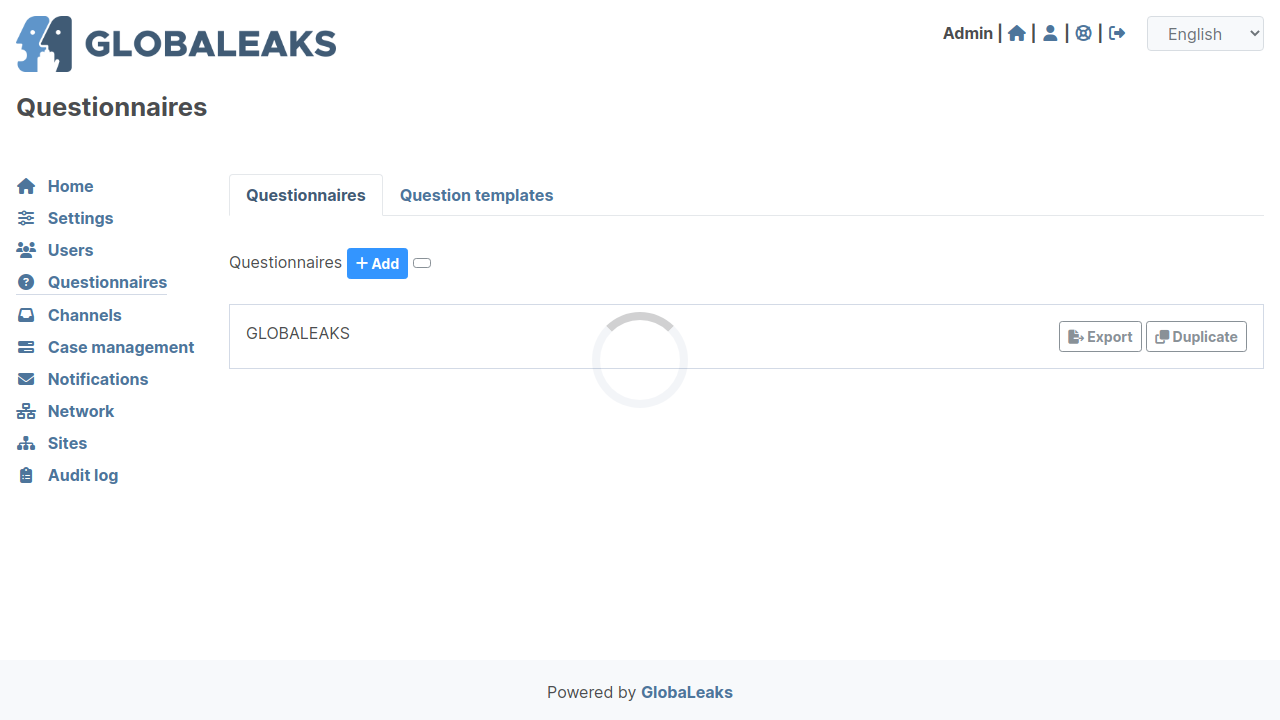 GLOBALEAKS
Admin | | | |
English
Questionnaires
Home
Settings
Users
Questionnaires
Channels
Case management
Notifications
Network
Sites
Audit log
Questionnaires
Question templates
Questionnaires
Add
GLOBALEAKS
Export
Duplicate
Powered by GlobaLeaks